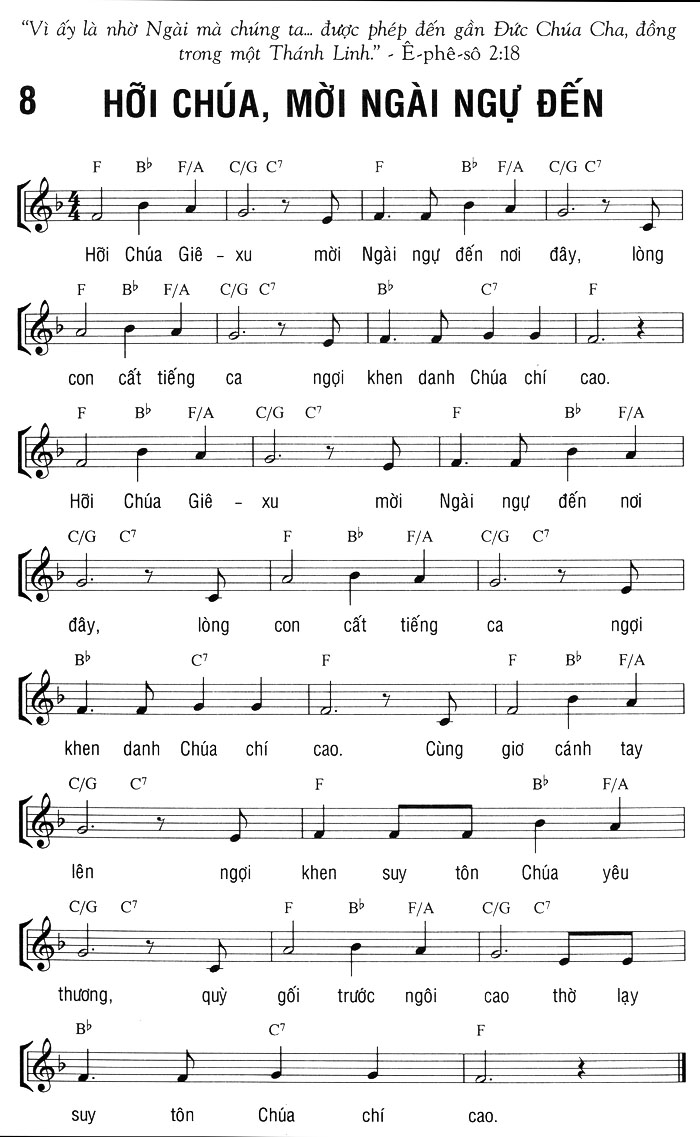 “Vì ấy là nhờ Ngài mà chúng ta... được phép đến gần Đức Chúa Cha, đồng
trong một Thánh Linh.” - Ê-phê-sô 2:18
8 HỠI CHÚA, MỜI NGÀI NGỰ ĐẾN
F B♭ F/A C/G C7 F B♭ F/A C/G C7
4/4
Hỡi Chúa Giê - xu mời Ngài ngự đến nơi đây, lòng
F B♭ F/A C/G C7 B♭ C7 F
con cất tiếng ca ngợi khen danh Chúa chí cao.
F B♭ F/A C/G C7 F B♭ F/A
Hỡi Chúa Giê - xu mời Ngài ngự đến nơi
C/G C7 F B♭ F/A C/G C7
đây, lòng con cất tiếng ca ngợi
B♭ C7 F F B♭ F/A
khen danh Chúa chí cao. Cùng giơ cánh tay
C/G C7 F B♭ F/A
lên ngợi khen suy tôn Chúa yêu
C/G C7 F B♭ F/A C/G C7
thương, quỳ gối trước ngôi cao thờ lạy
B♭ C7 F
suy tôn Chúa chí cao.